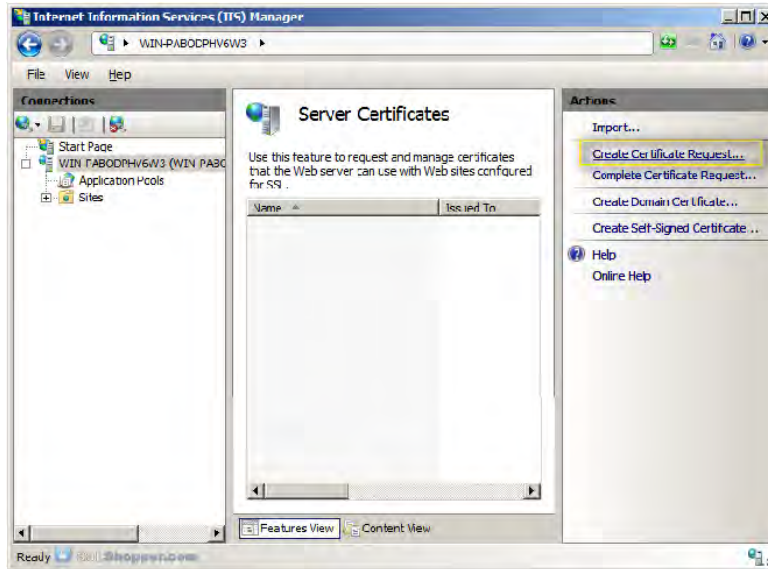 Internet Information Services (IIS) Manager
WIN-PABODPHV6W3
File View Help
Connections
Start Page
WIN-PABODPHV6W3 (WIN-PABO
Application Pools
Sites
Server Certificates
Use this feature to request and manage certificates
that the Web server can use with Web sites configured
for SSL.
Name Issued To
Features View Content View
Actions
Import...
Create Certificate Request...
Complete Certificate Request...
Create Domain Certificate...
Create Self-Signed Certificate...
Help
Online Help
Ready